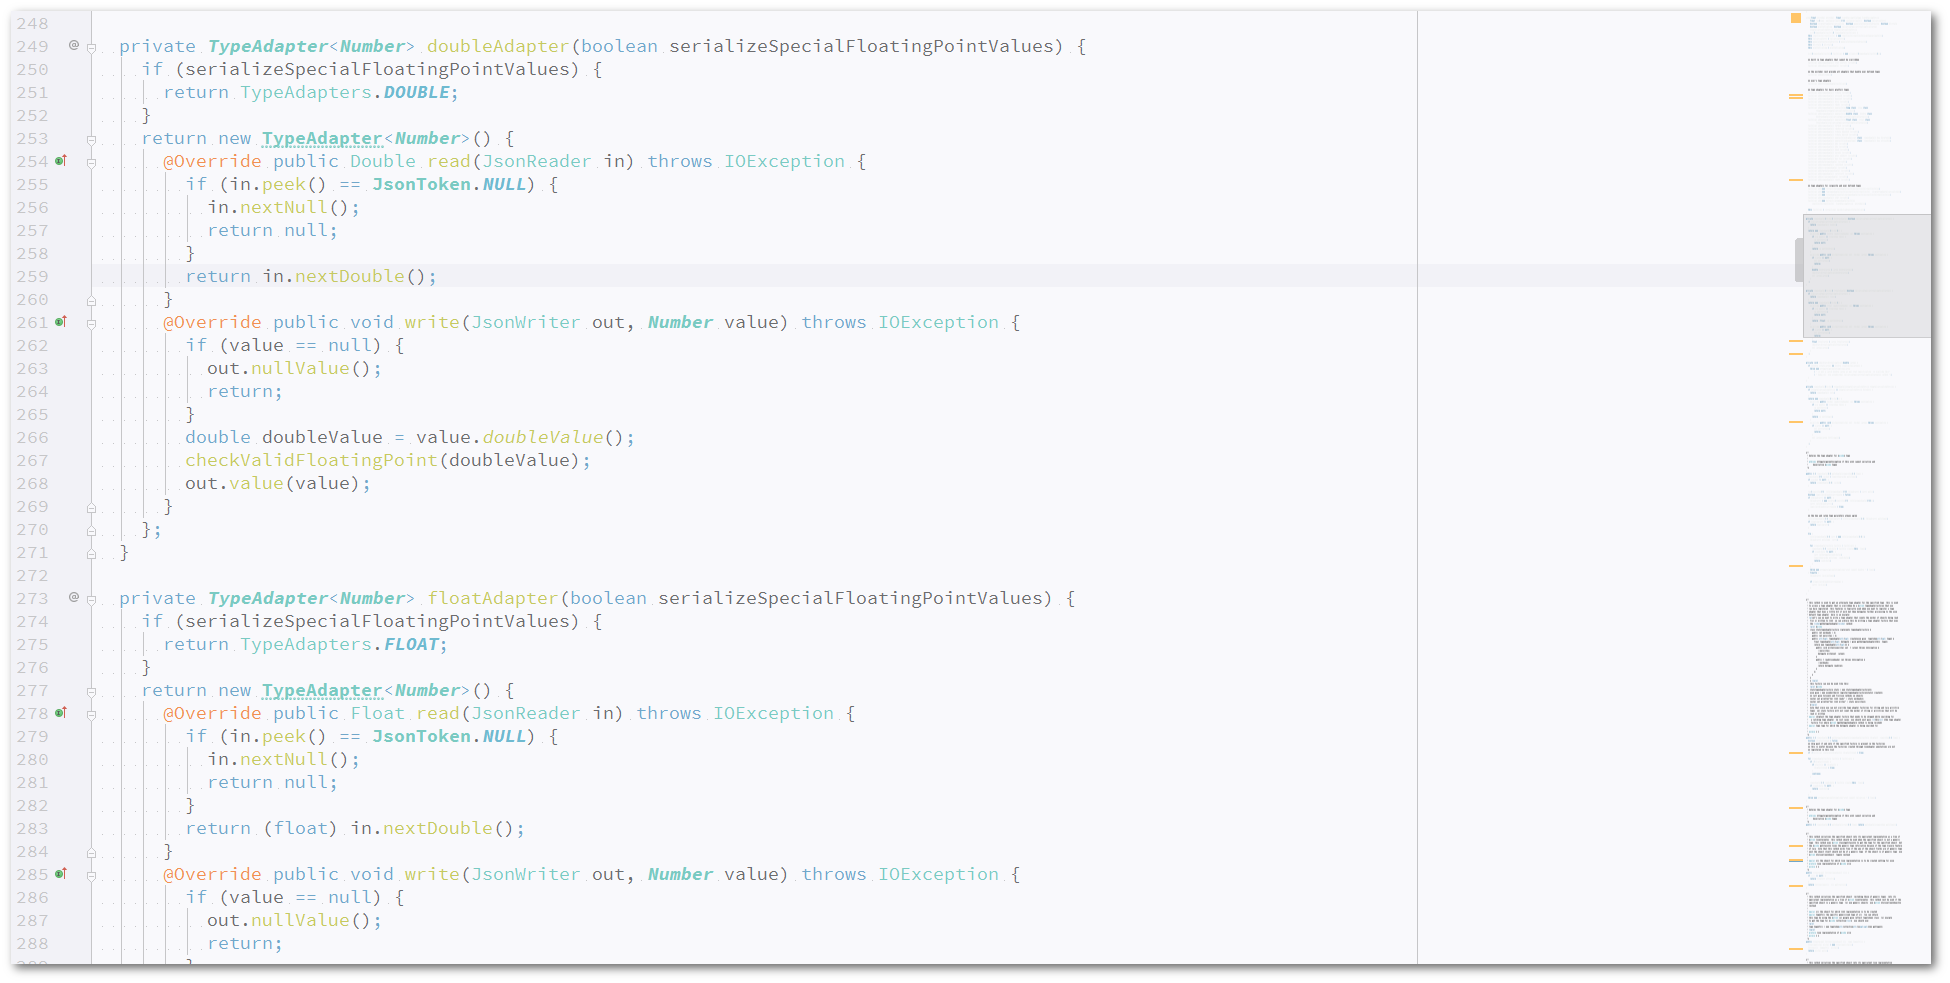 248
249 @ private TypeAdapter<Number> doubleAdapter(boolean serializeSpecialFloatingPointValues) {
250 if (serializeSpecialFloatingPointValues) {
251 return TypeAdapters.DOUBLE;
252 }
253 return new TypeAdapter<Number>() {
254 @Override public Double read(JsonReader in) throws IOException {
255 if (in.peek() == JsonToken.NULL) {
256 in.nextNull();
257 return null;
258 }
259 return in.nextDouble();
260 }
261 @Override public void write(JsonWriter out, Number value) throws IOException {
262 if (value == null) {
263 out.nullValue();
264 return;
265 }
266 double doubleValue = value.doubleValue();
267 checkValidFloatingPoint(doubleValue);
268 out.value(value);
269 }
270 };
271 }
272
273 @ private TypeAdapter<Number> floatAdapter(boolean serializeSpecialFloatingPointValues) {
274 if (serializeSpecialFloatingPointValues) {
275 return TypeAdapters.FLOAT;
276 }
277 return new TypeAdapter<Number>() {
278 @Override public Float read(JsonReader in) throws IOException {
279 if (in.peek() == JsonToken.NULL) {
280 in.nextNull();
281 return null;
282 }
283 return (float) in.nextDouble();
284 }
285 @Override public void write(JsonWriter out, Number value) throws IOException {
286 if (value == null) {
287 out.nullValue();
288 return;